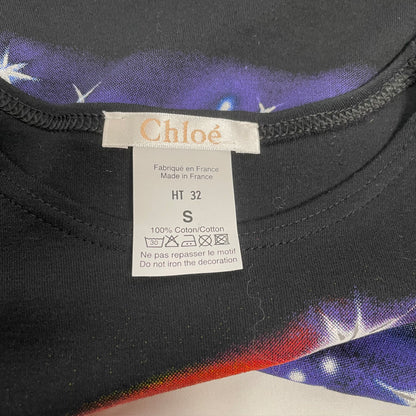 Chloé
Fabriqué en France
Made in France
HT 32
S
100% Coton/Cotton
30
Ne pas repasser le motif
Do not iron the decoration